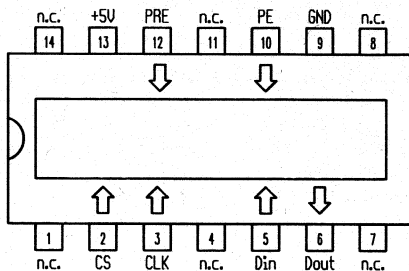 n.c. +5V PRE n.c. PE GND n.c.
14 13 12 11 10 9 8
1 2 3 4 5 6 7
n.c. CS CLK n.c. Din Dout n.c.